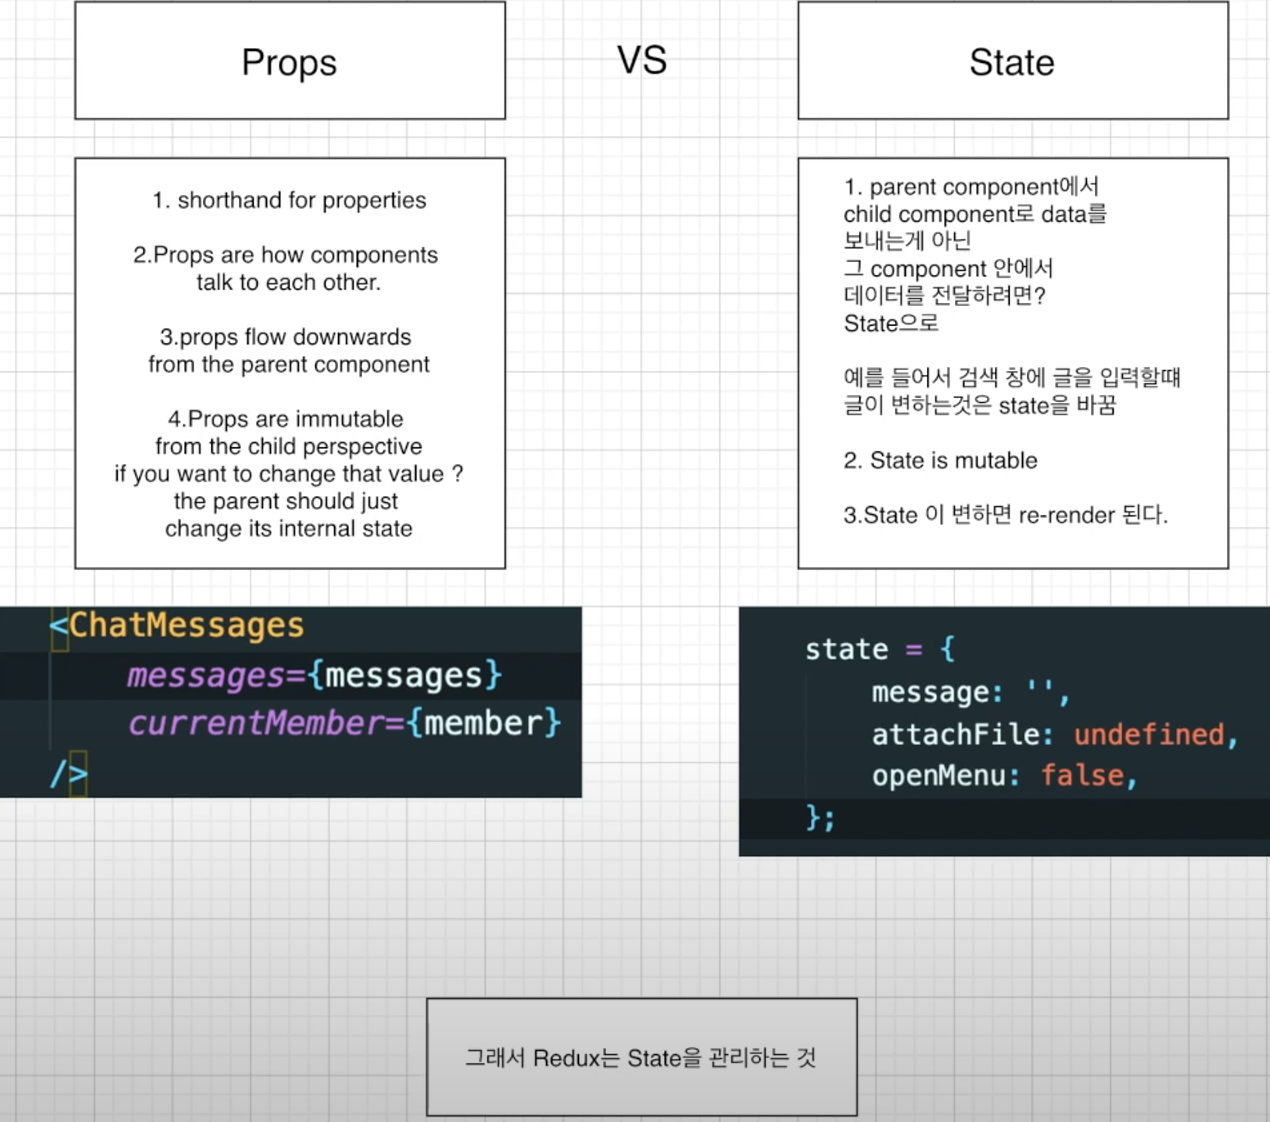 Props
VS
State
1. shorthand for properties
2.Props are how components
talk to each other.
3.props flow downwards
from the parent component
4.Props are immutable
from the child perspective
if you want to change that value ?
the parent should just
change its internal state
1. parent component에서
child component로 data를
보내는게 아닌
그 component 안에서
데이터를 전달하려면?
State으로
예를 들어서 검색 창에 글을 입력할떄
글이 변하는것은 state을 바꿈
2. State is mutable
3.State 이 변하면 re-render 된다.
<ChatMessages
messages={messages}
currentMember={member}
/>
state = {
message: '',
attachFile: undefined,
openMenu: false,
};
그래서 Redux는 State을 관리하는 것